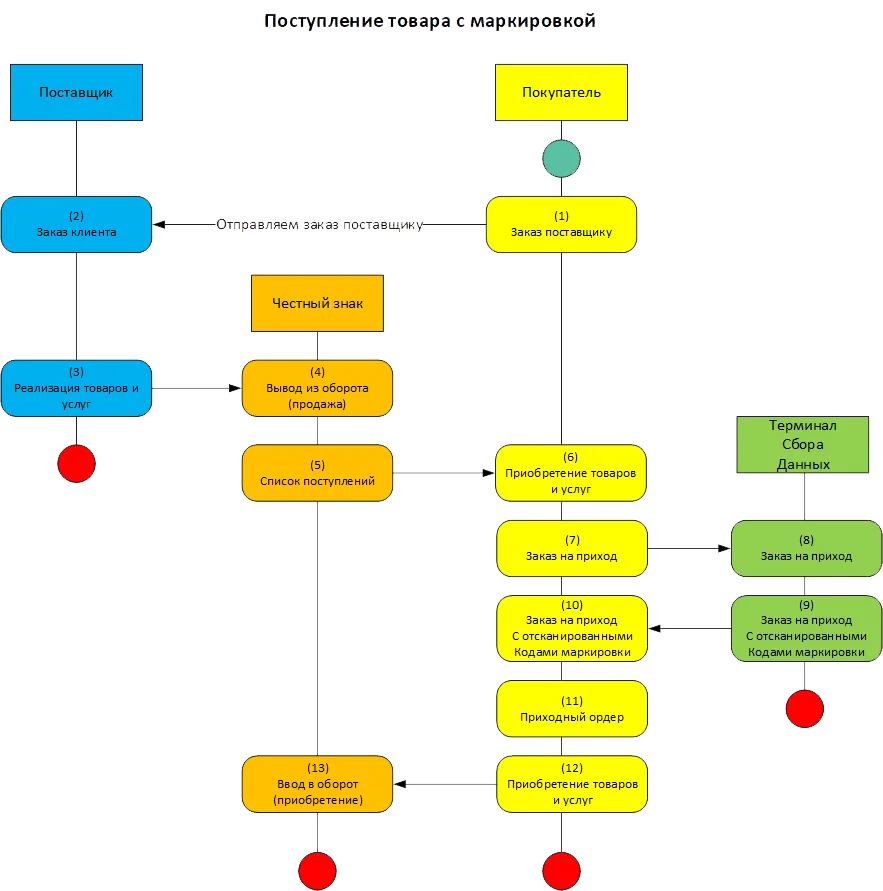 Поступление товара с маркировкой
Поставщик
Покупатель
(2)
Заказ клиента
Отправляем заказ поставщику
(1)
Заказ поставщику
Честный знак
(3)
Реализация товаров и
услуг
(4)
Вывод из оборота
(продажа)
Терминал
Сбора
Данных
(5)
Список поступлений
(6)
Приобретение товаров
и услуг
(7)
Заказ на приход
(8)
Заказ на приход
(10)
Заказ на приход
С отсканированными
Кодами маркировки
(9)
Заказ на приход
С отсканированными
Кодами маркировки
(11)
Приходный ордер
(13)
Ввод в оборот
(приобретение)
(12)
Приобретение товаров
и услуг